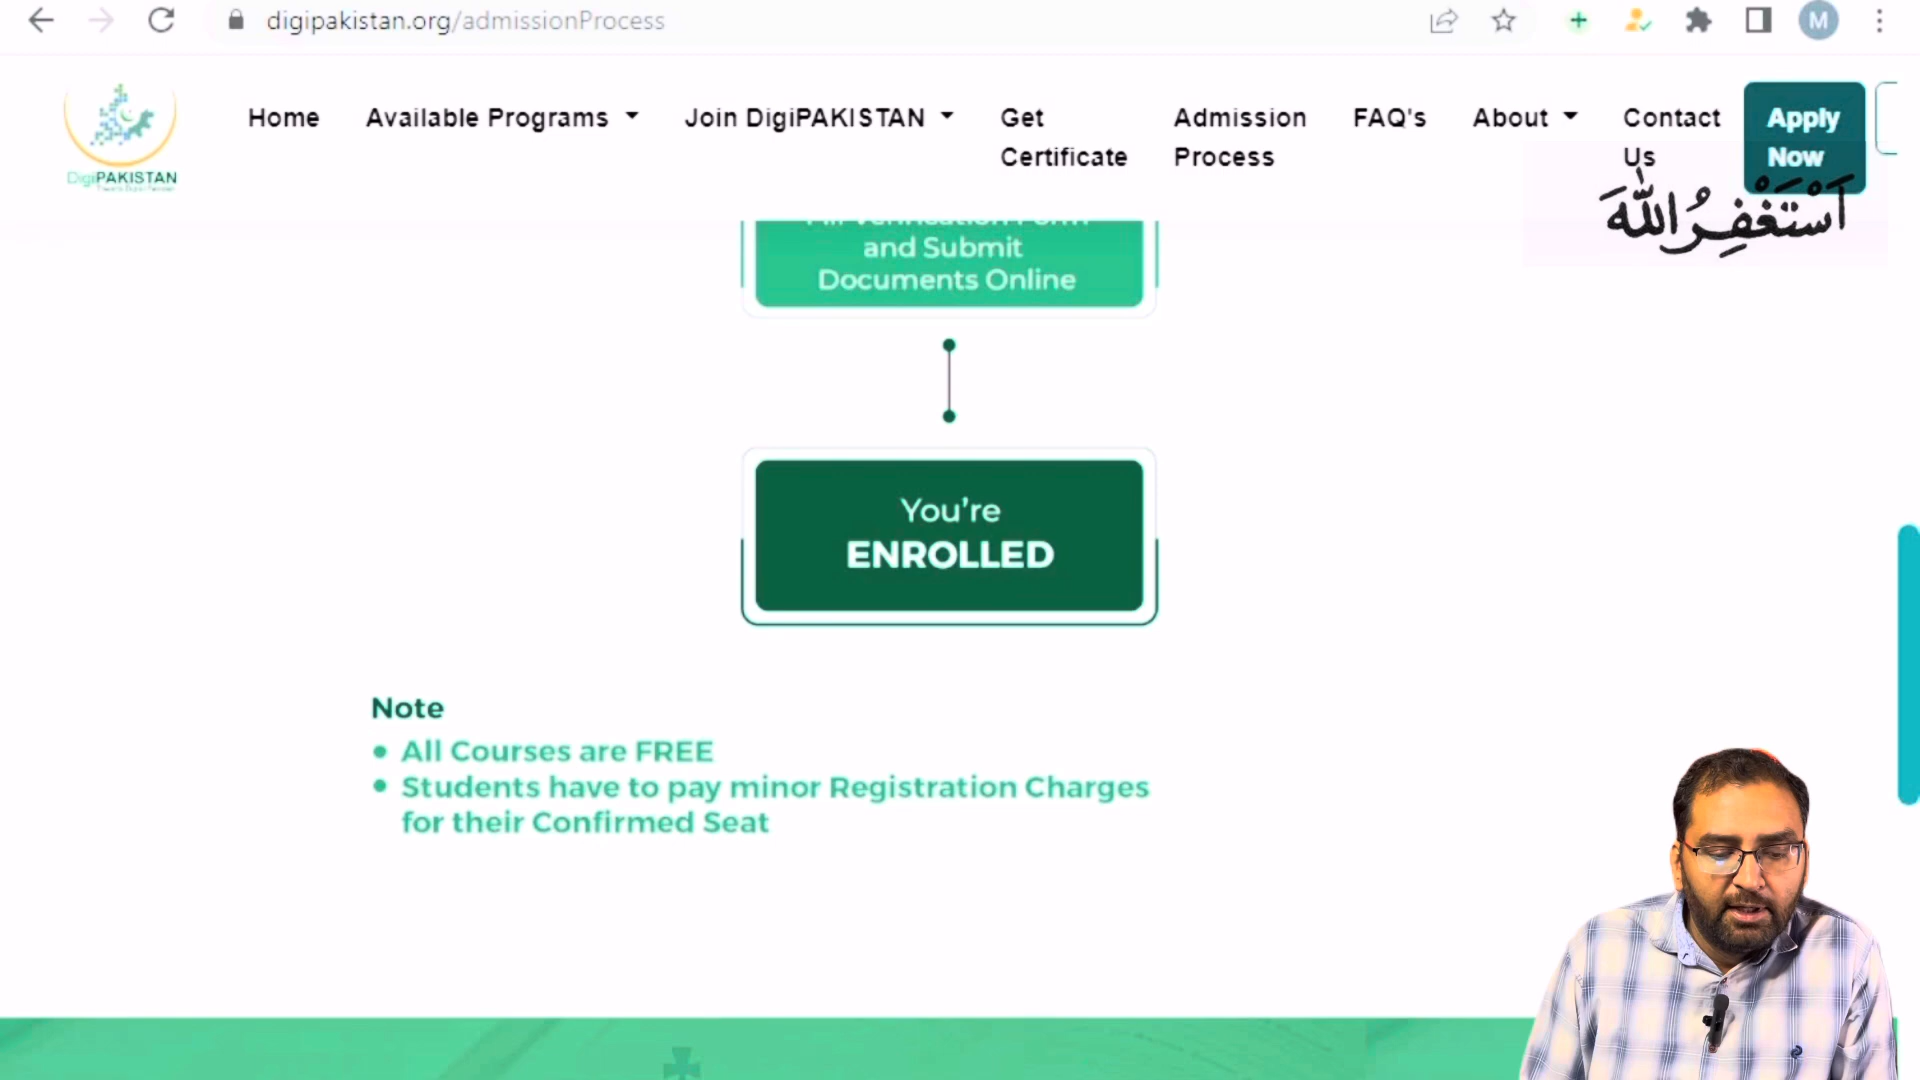 digipakistan.org/admissionProcess
M
Home
Available Programs
Join DigiPAKISTAN
Get
Certificate
Admission
Process
FAQ's
About
Contact
Us
Apply
Now
DigiPAKISTAN
أَسْتَغْفِرُ اللّٰهَ
Verification Form
and Submit
Documents Online
You're
ENROLLED
Note
• All Courses are FREE
• Students have to pay minor Registration Charges
for their Confirmed Seat